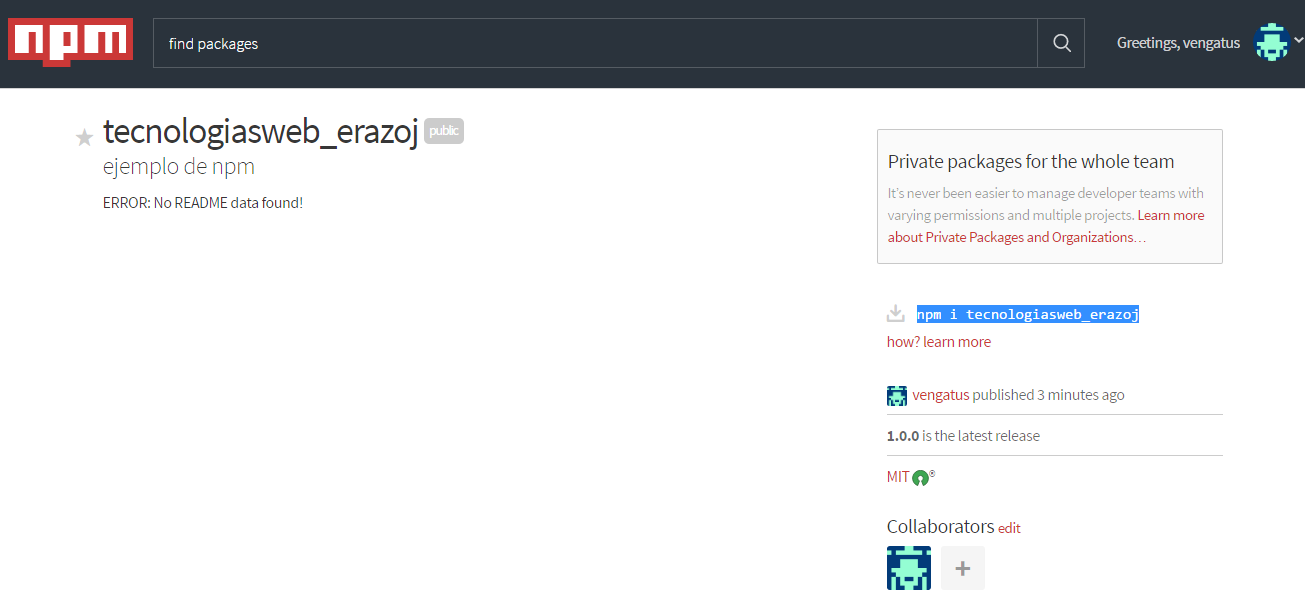 npm
find packages
Greetings, vengatus
tecnologiasweb_erazoj public
ejemplo de npm
ERROR: No README data found!
Private packages for the whole team
It's never been easier to manage developer teams with
varying permissions and multiple projects. Learn more
about Private Packages and Organizations…
npm i tecnologiasweb_erazoj
how? learn more
vengatus published 3 minutes ago
1.0.0 is the latest release
MIT ®
Collaborators edit
+